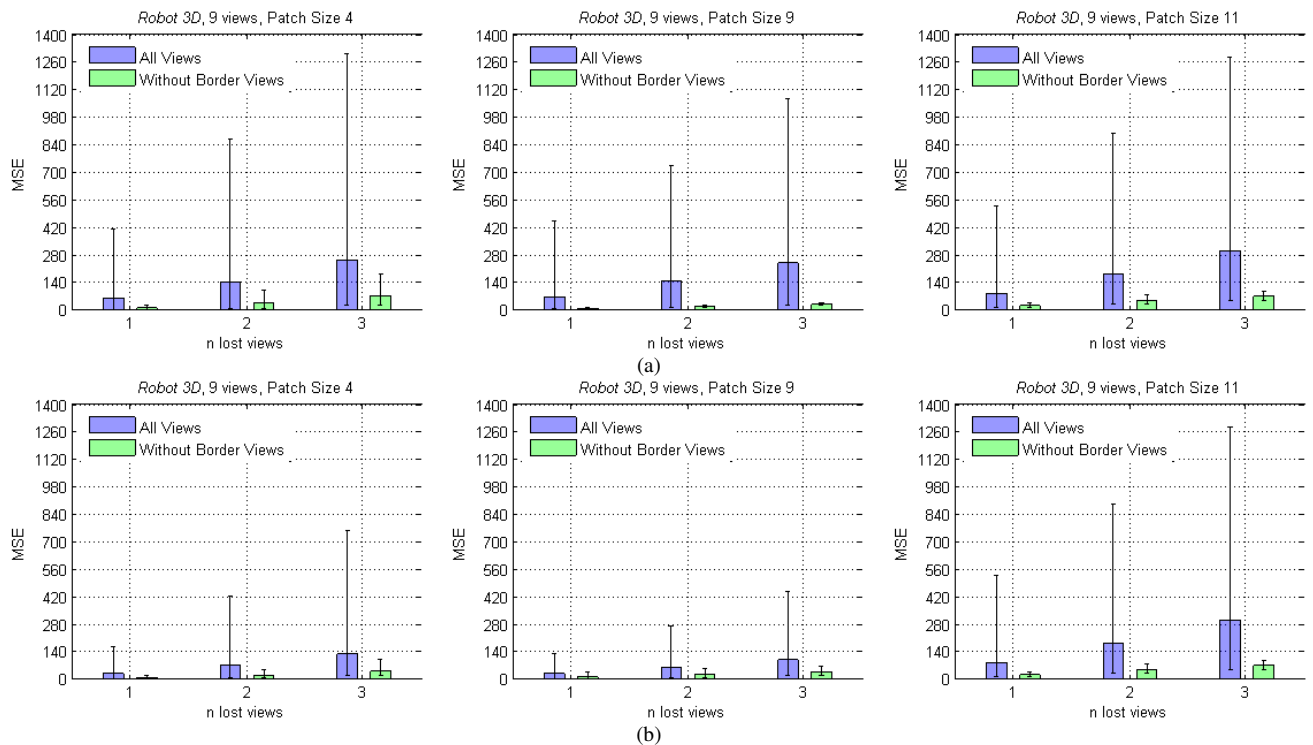 Robot 3D, 9 views, Patch Size 4
1400
1260
1120
980
840
700
560
420
280
140
0
MSE
All Views
Without Border Views
1 2 3
n lost views
Robot 3D, 9 views, Patch Size 9
1400
1260
1120
980
840
700
560
420
280
140
0
MSE
All Views
Without Border Views
1 2 3
n lost views
Robot 3D, 9 views, Patch Size 11
1400
1260
1120
980
840
700
560
420
280
140
0
MSE
All Views
Without Border Views
1 2 3
n lost views
(a)
Robot 3D, 9 views, Patch Size 4
1400
1260
1120
980
840
700
560
420
280
140
0
MSE
All Views
Without Border Views
1 2 3
n lost views
Robot 3D, 9 views, Patch Size 9
1400
1260
1120
980
840
700
560
420
280
140
0
MSE
All Views
Without Border Views
1 2 3
n lost views
Robot 3D, 9 views, Patch Size 11
1400
1260
1120
980
840
700
560
420
280
140
0
MSE
All Views
Without Border Views
1 2 3
n lost views
(b)